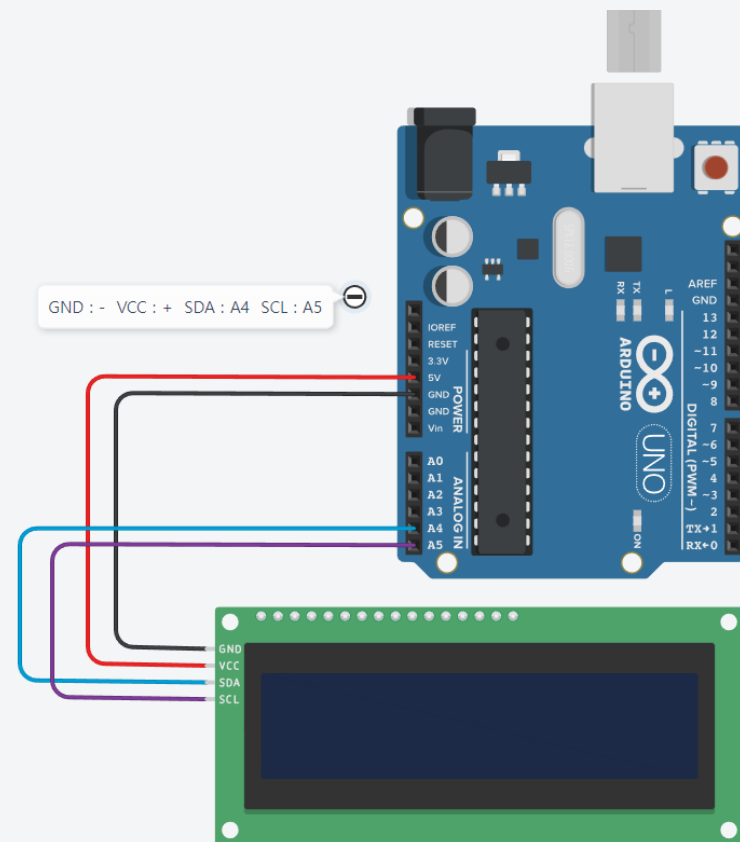 GND : -  VCC : +  SDA : A4  SCL : A5
IOREF
RESET
3.3V
5V
GND
GND
Vin
POWER
A0
A1
A2
A3
A4
A5
ANALOG IN
RX
TX
L
ARDUINO
UNO
ON
AREF
GND
13
12
~11
~10
~9
8
7
~6
~5
4
~3
2
TX→1
RX←0
DIGITAL (PWM~)
GND
VCC
SDA
SCL